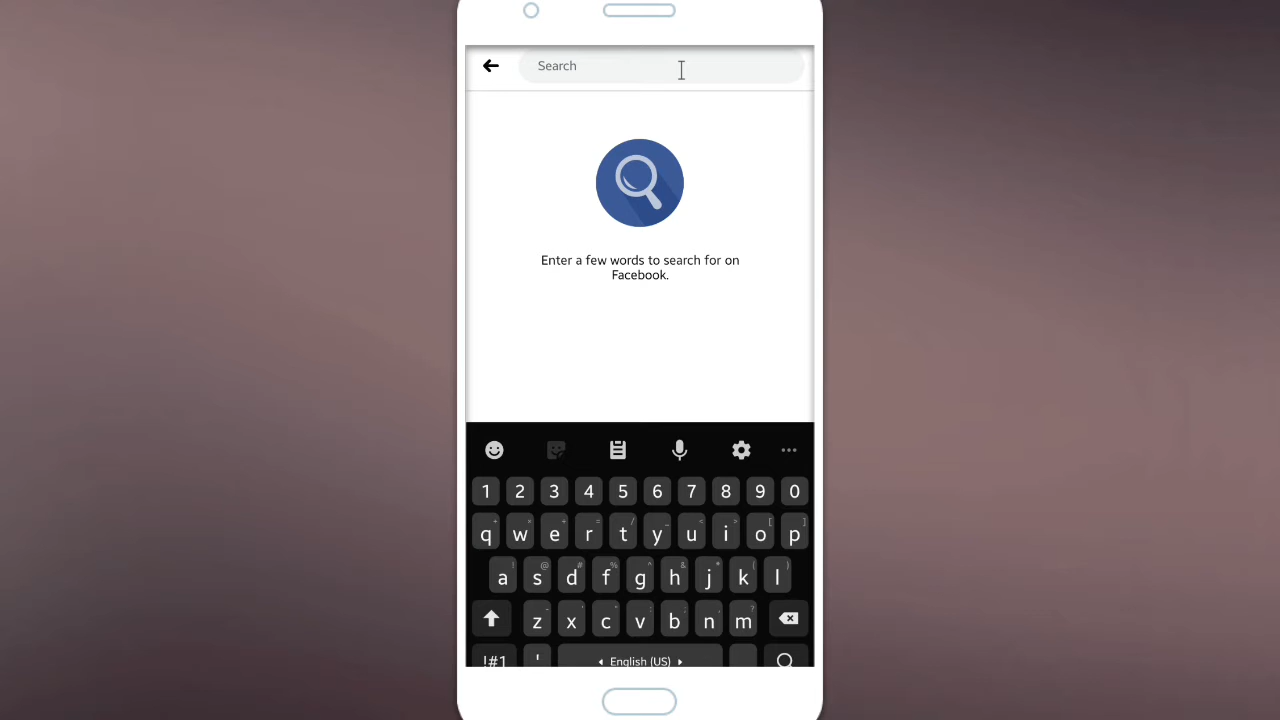 Search
Enter a few words to search for on
Facebook.
1 2 3 4 5 6 7 8 9 0
q w e r t y u i o p
a s d f g h j k l
z x c v b n m
!#1 ' English (US)